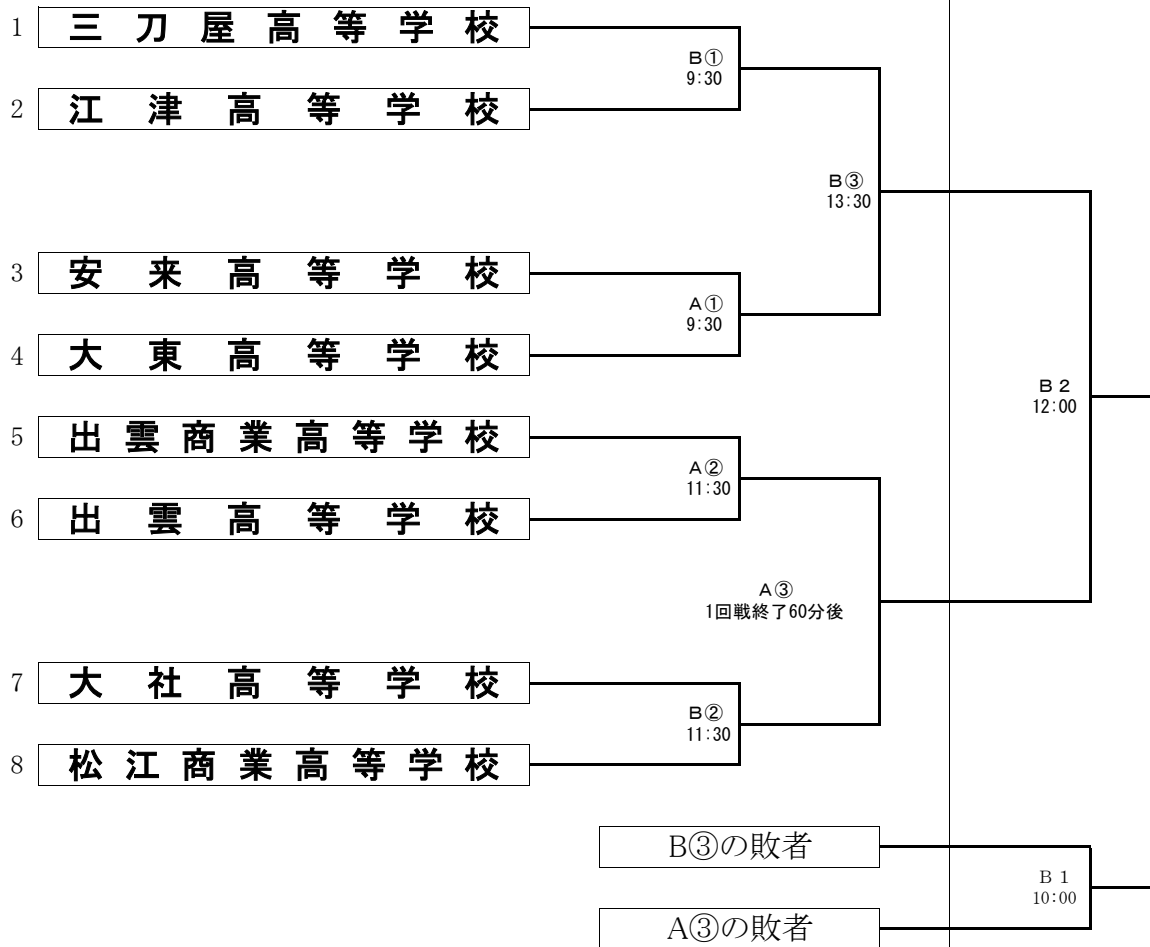 1 三刀屋高等学校
B①
9:30
2 江津高等学校
B③
13:30
3 安来高等学校
A①
9:30
4 大東高等学校
B2
12:00
5 出雲商業高等学校
A②
11:30
6 出雲高等学校
A③
1回戦終了60分後
7 大社高等学校
B②
11:30
8 松江商業高等学校
B③の敗者
B1
10:00
A③の敗者